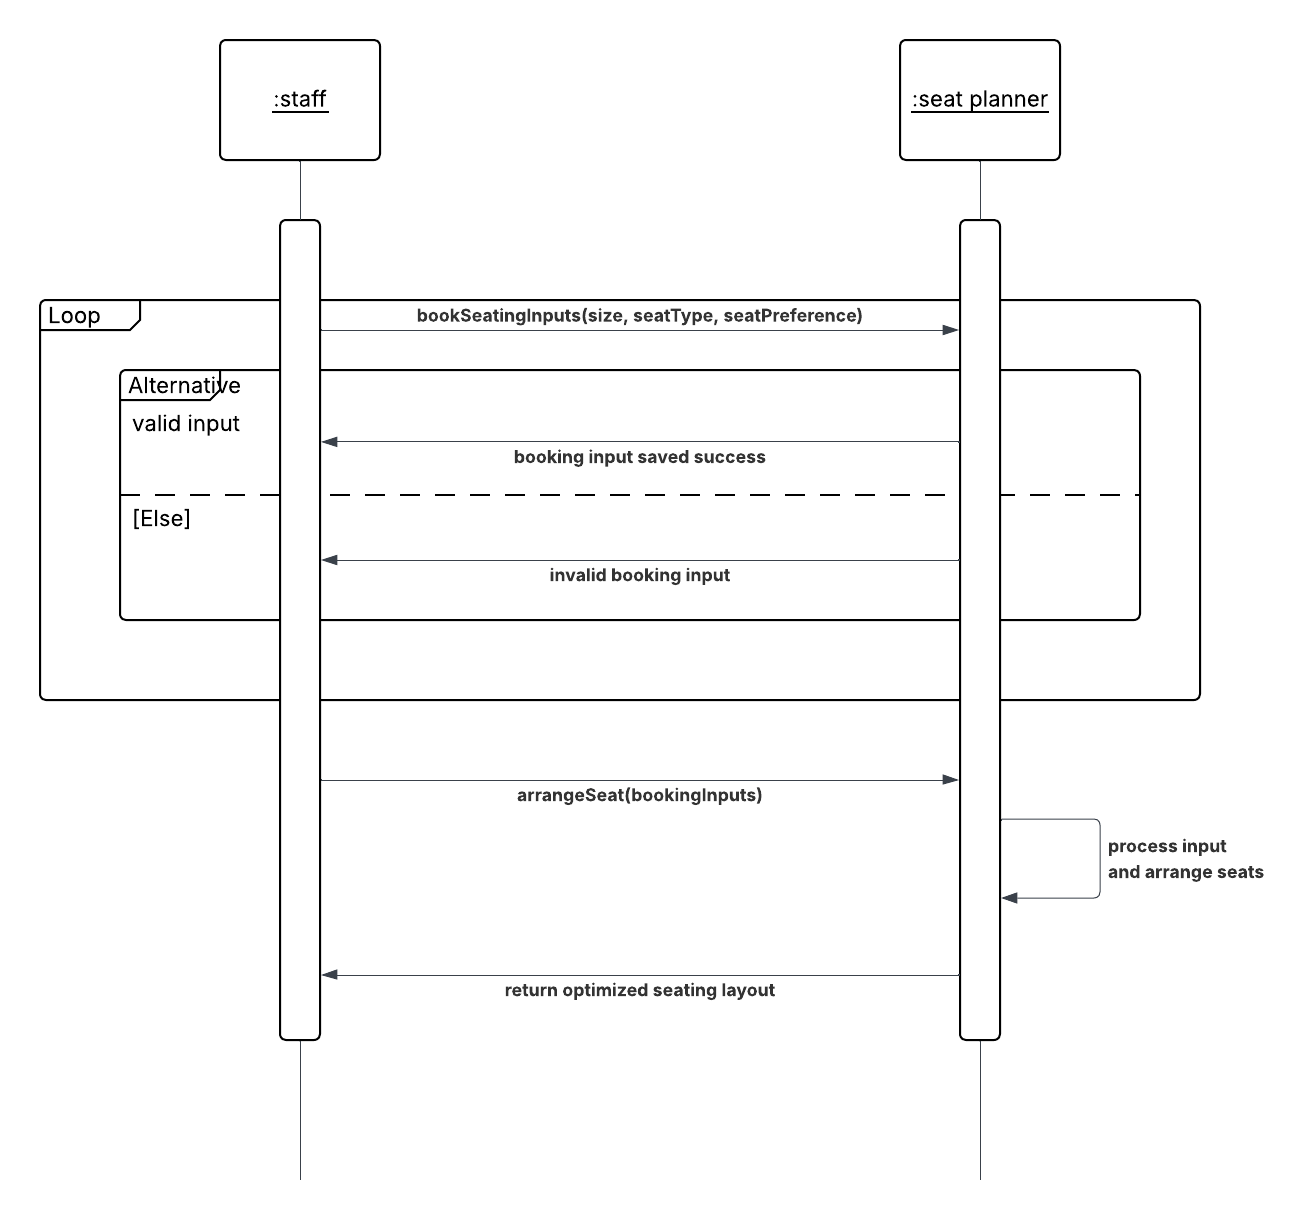 :staff
:seat planner
Loop
bookSeatingInputs(size, seatType, seatPreference)
Alternative
valid input
booking input saved success
[Else]
invalid booking input
arrangeSeat(bookingInputs)
process input
and arrange seats
return optimized seating layout